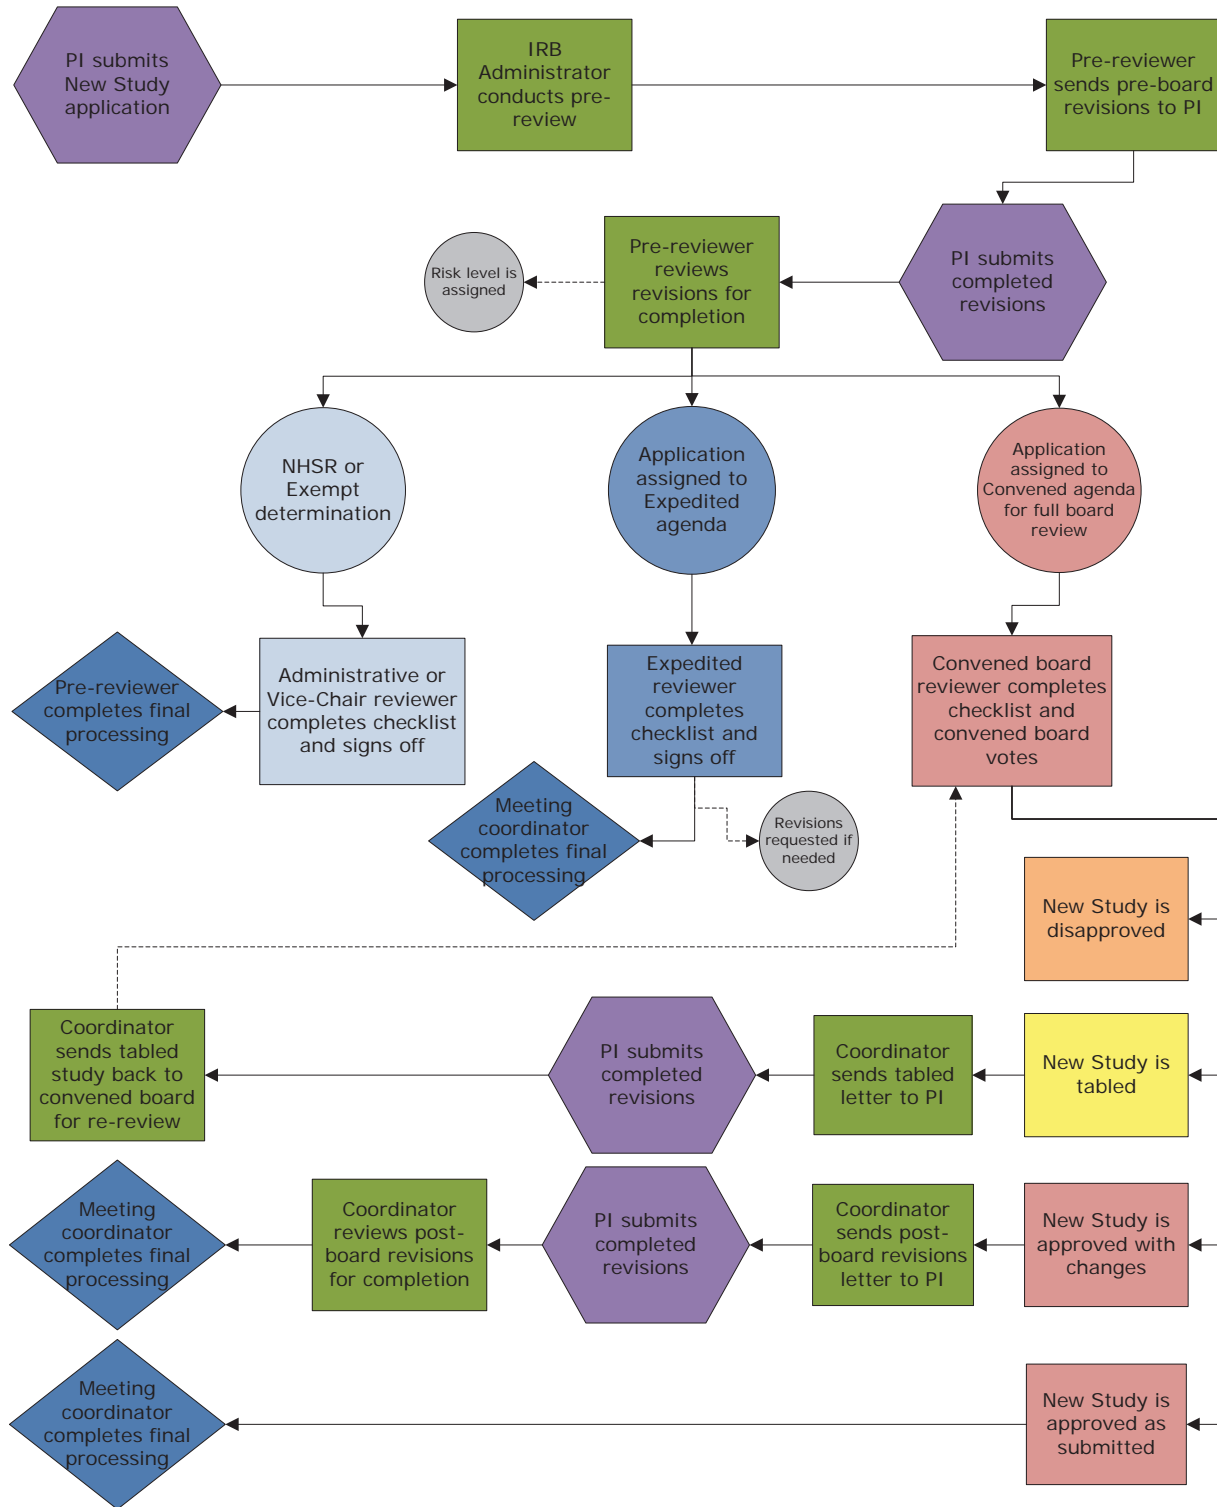 PI submits
New Study
application
IRB
Administrator
conducts pre-
review
Pre-reviewer
sends pre-board
revisions to PI
Risk level is
assigned
Pre-reviewer
reviews
revisions for
completion
PI submits
completed
revisions
NHSR or
Exempt
determination
Application
assigned to
Expedited
agenda
Application
assigned to
Convened agenda
for full board
review
Pre-reviewer
completes final
processing
Administrative or
Vice-Chair reviewer
completes checklist
and signs off
Expedited
reviewer
completes
checklist and
signs off
Convened board
reviewer completes
checklist and
convened board
votes
Meeting
coordinator
completes final
processing
Revisions
requested if
needed
New Study is
disapproved
Coordinator
sends tabled
study back to
convened board
for re-review
PI submits
completed
revisions
Coordinator
sends tabled
letter to PI
New Study is
tabled
Meeting
coordinator
completes final
processing
Coordinator
reviews post-
board revisions
for completion
PI submits
completed
revisions
Coordinator
sends post-
board revisions
letter to PI
New Study is
approved with
changes
Meeting
coordinator
completes final
processing
New Study is
approved as
submitted